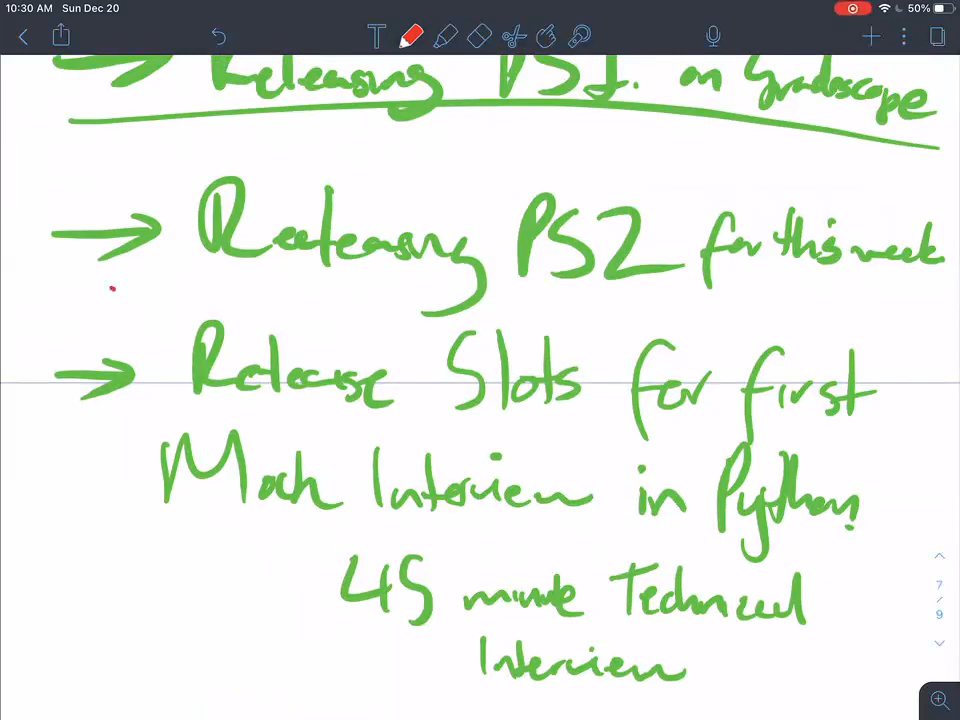 10:30 AM Sun Dec 20
50%
T
→ Releasing PS1. on Gradescope
→ Releasing PS2 for this week
→ Release Slots for first
Mock Interview in Python.
45 minute Technical
Interview
7
/
9